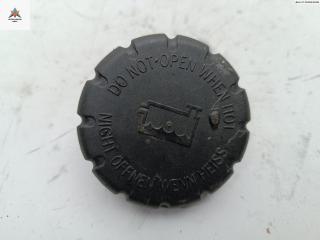 DO NOT-OPEN WHEN HOT
NICHT ÖFFNEN WENN HEISS